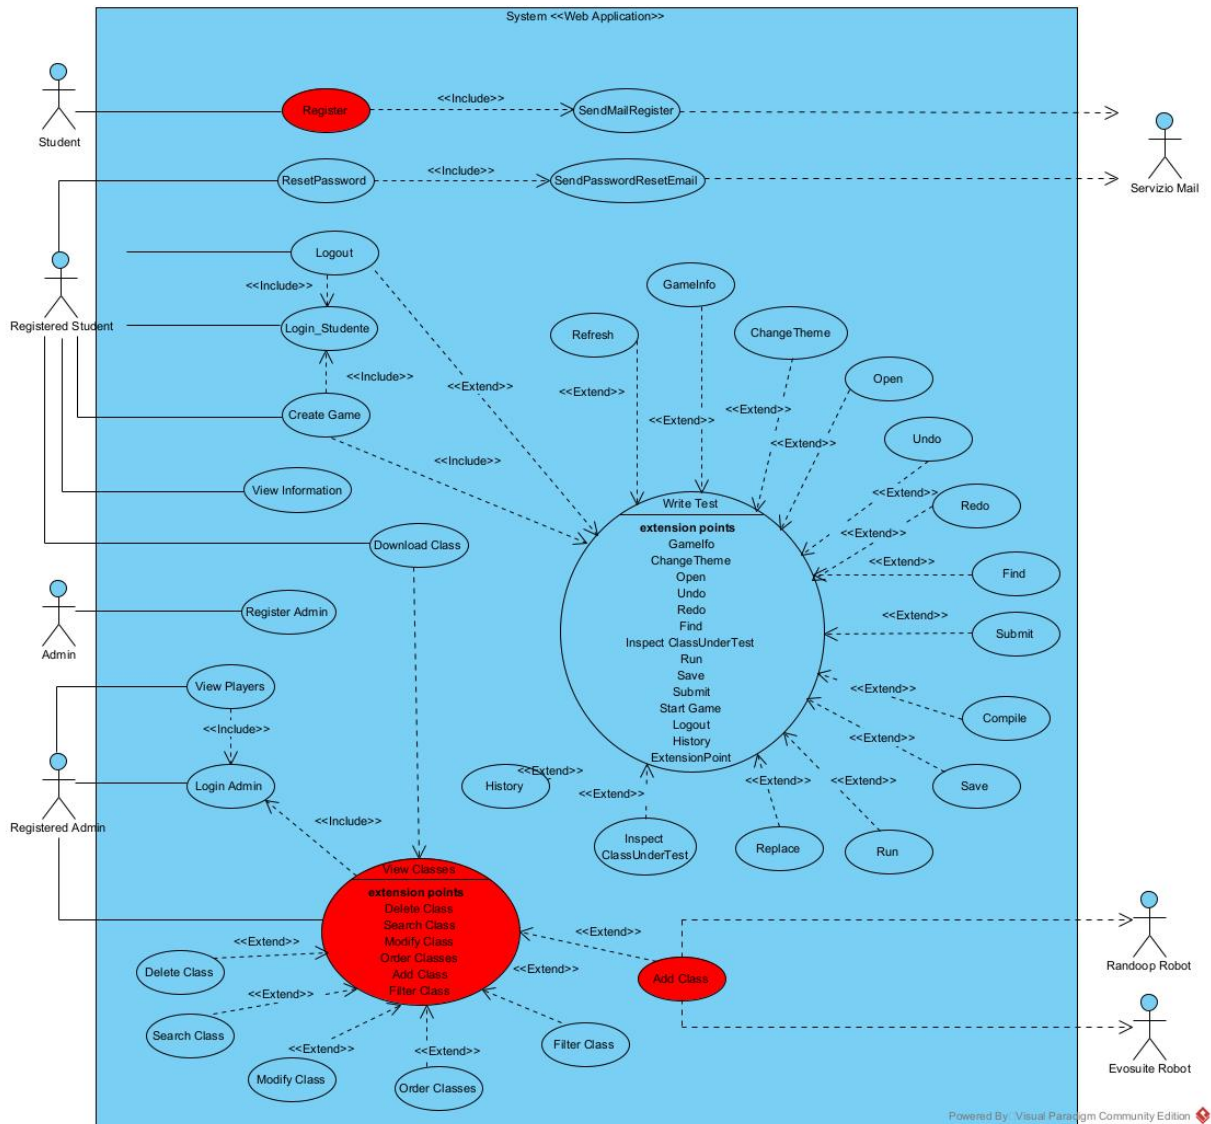 System <<Web Application>>
Register
<<Include>>
SendMailRegister
Student
Servizio Mail
ResetPassword
<<Include>>
SendPasswordResetEmail
Logout
<<Include>>
GameInfo
Registered Student
Login_Studente
Refresh
ChangeTheme
<<Include>>
<<Extend>>
<<Extend>>
<<Extend>>
<<Extend>>
Open
Create Game
<<Extend>>
Undo
<<Include>>
<<Extend>>
View Information
Write Test
Redo
extension points
GameIfo
ChangeTheme
Open
Undo
Redo
Find
Inspect ClassUnderTest
Run
Save
Submit
Start Game
Logout
History
ExtensionPoint
<<Extend>>
Download Class
<<Extend>>
Find
Register Admin
<<Extend>>
Submit
Admin
View Players
<<Extend>>
Compile
<<Include>>
<<Extend>>
Login Admin
History
<<Extend>>
<<Extend>>
<<Extend>>
<<Extend>>
Save
Registered Admin
<<Include>>
Inspect
ClassUnderTest
Replace
Run
View Classes
extension points
Delete Class
Search Class
Modify Class
Order Classes
Add Class
Filter Class
<<Extend>>
<<Extend>>
<<Extend>>
Delete Class
Add Class
Randoop Robot
<<Extend>>
Search Class
Filter Class
<<Extend>>
<<Extend>>
Modify Class
Order Classes
Evosuite Robot
Powered By Visual Paradigm Community Edition